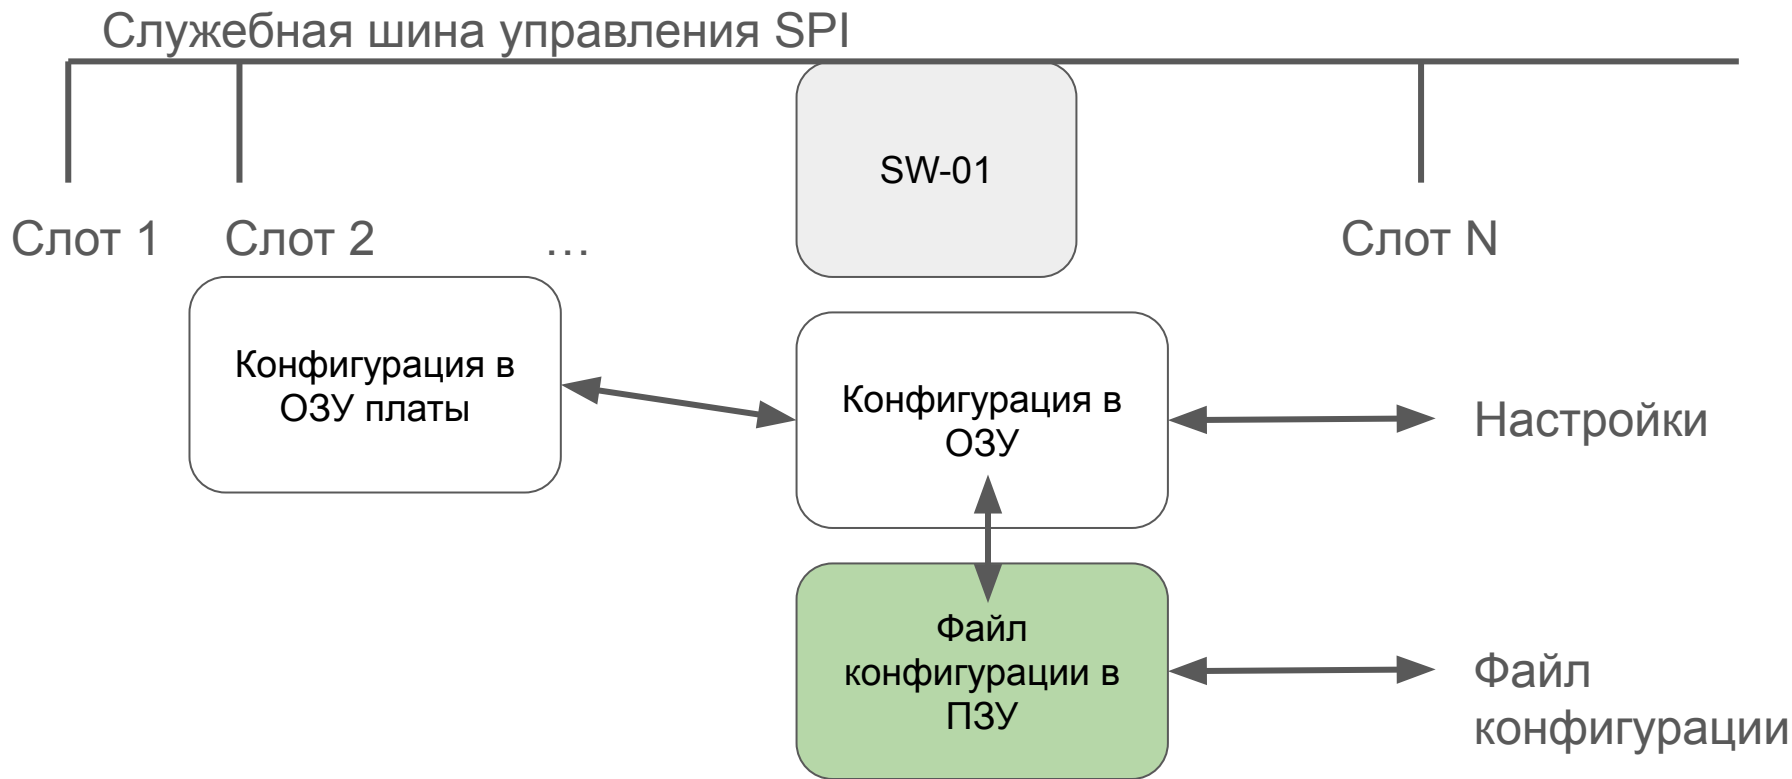 Служебная шина управления SPI
SW-01
Слот 1
Слот 2
…
Слот N
Конфигурация в
ОЗУ платы
Конфигурация в
ОЗУ
Настройки
Файл
конфигурации в
ПЗУ
Файл
конфигурации